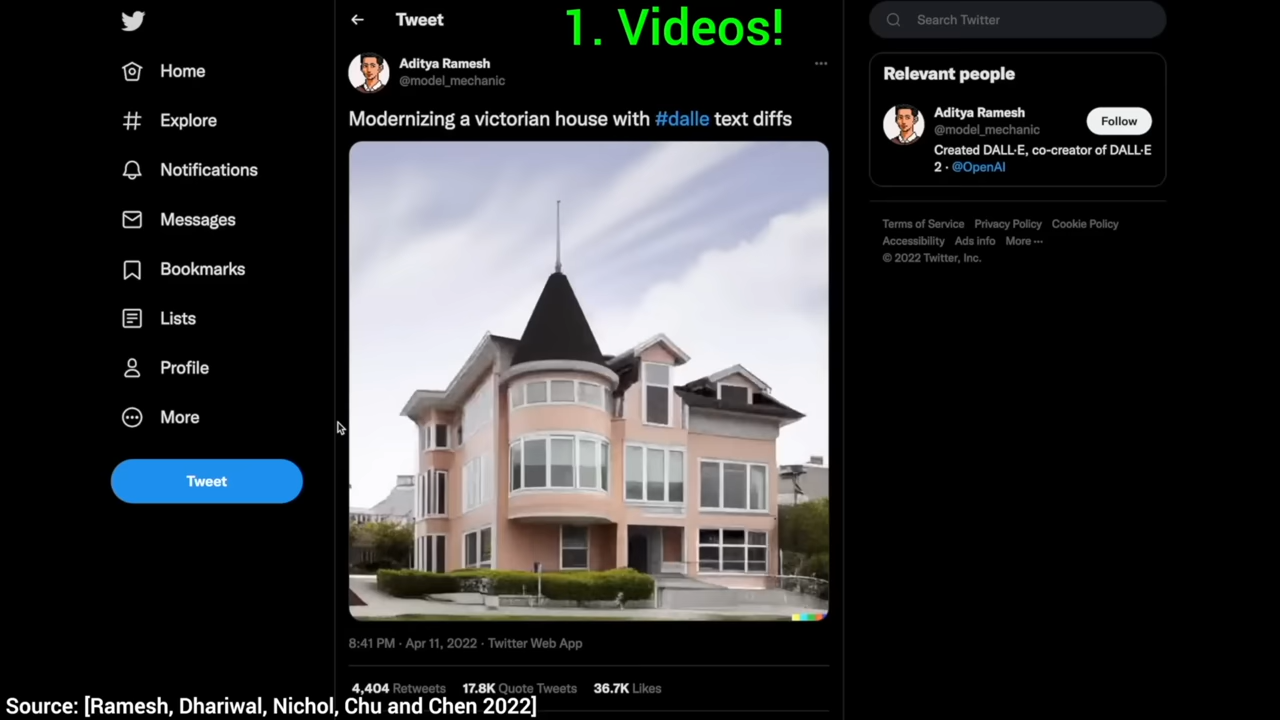 1. Videos!
Tweet
Aditya Ramesh
@model_mechanic
Modernizing a victorian house with #dalle text diffs
8:41 PM · Apr 11, 2022 · Twitter Web App
4,404 Retweets 17.8K Quote Tweets 36.7K Likes
Home
Explore
Notifications
Messages
Bookmarks
Lists
Profile
More
Tweet
Search Twitter
Relevant people
Aditya Ramesh
@model_mechanic
Follow
Created DALL·E, co-creator of DALL·E
2 · @OpenAI
Terms of Service Privacy Policy Cookie Policy
Accessibility Ads info More ···
© 2022 Twitter, Inc.
Source: [Ramesh, Dhariwal, Nichol, Chu and Chen 2022]